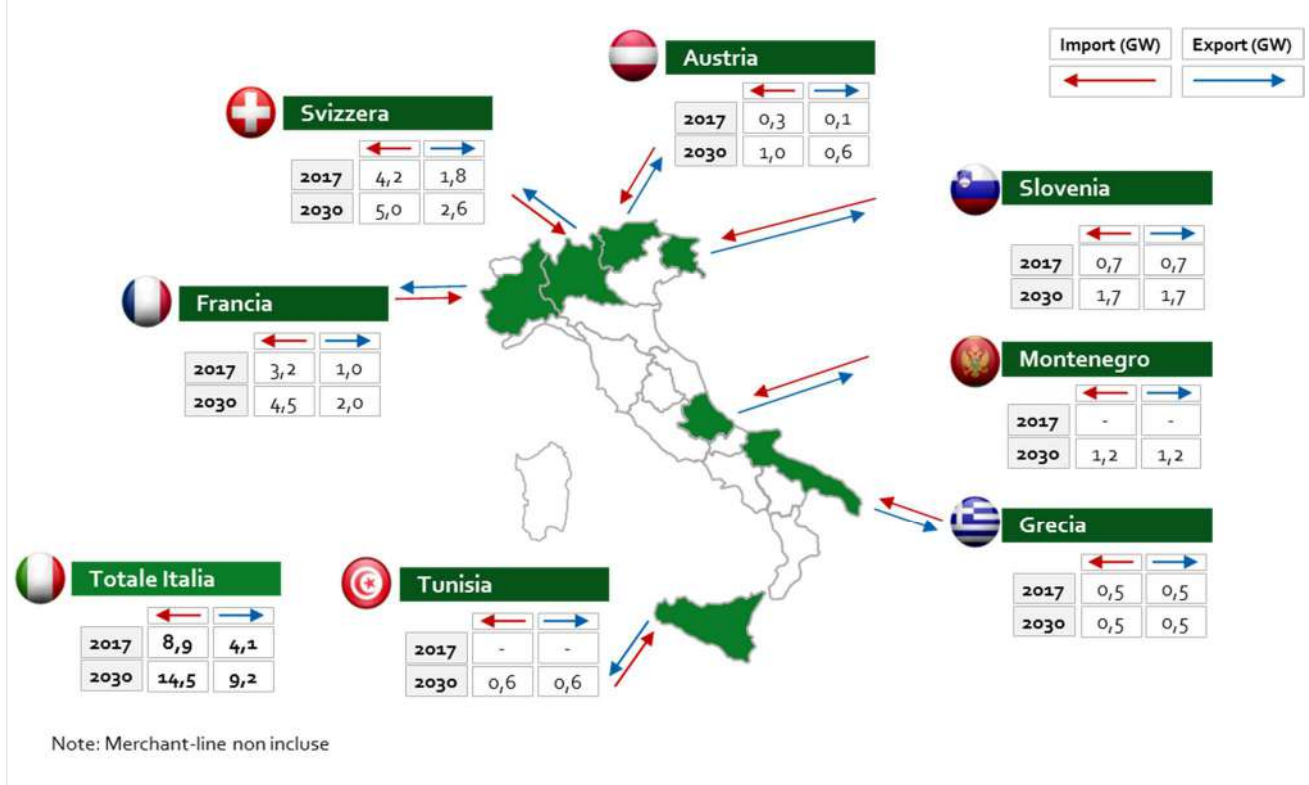 Import (GW) Export (GW)
Austria
2017 0,3 0,1
2030 1,0 0,6
Svizzera
2017 4,2 1,8
2030 5,0 2,6
Slovenia
2017 0,7 0,7
2030 1,7 1,7
Francia
2017 3,2 1,0
2030 4,5 2,0
Montenegro
2017 - -
2030 1,2 1,2
Grecia
2017 0,5 0,5
2030 0,5 0,5
Totale Italia
2017 8,9 4,1
2030 14,5 9,2
Tunisia
2017 - -
2030 0,6 0,6
Note: Merchant-line non incluse